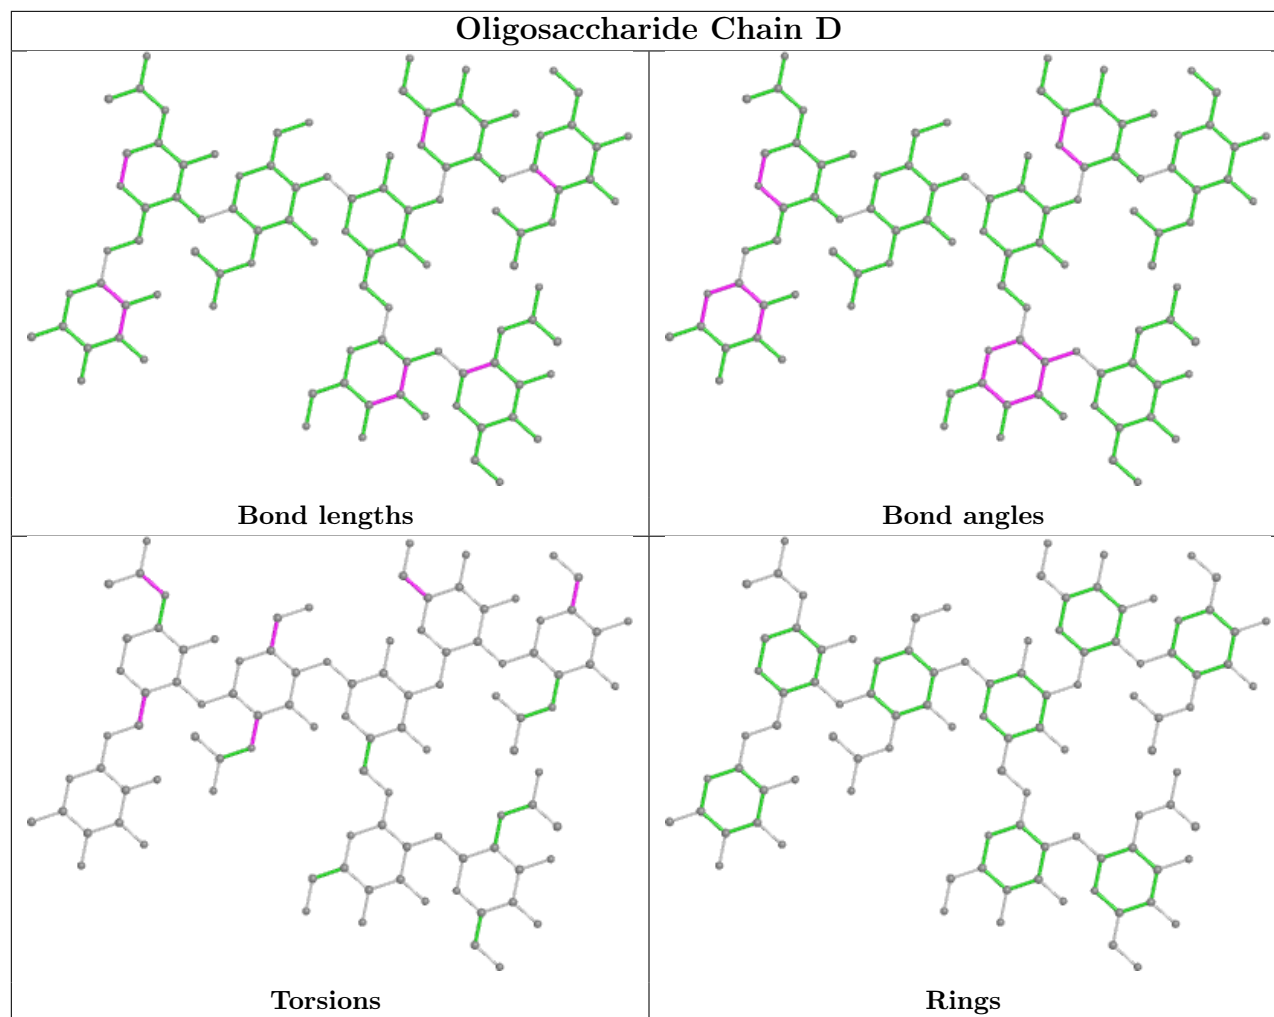 Oligosaccharide Chain D
Bond lengths
Bond angles
Torsions
Rings